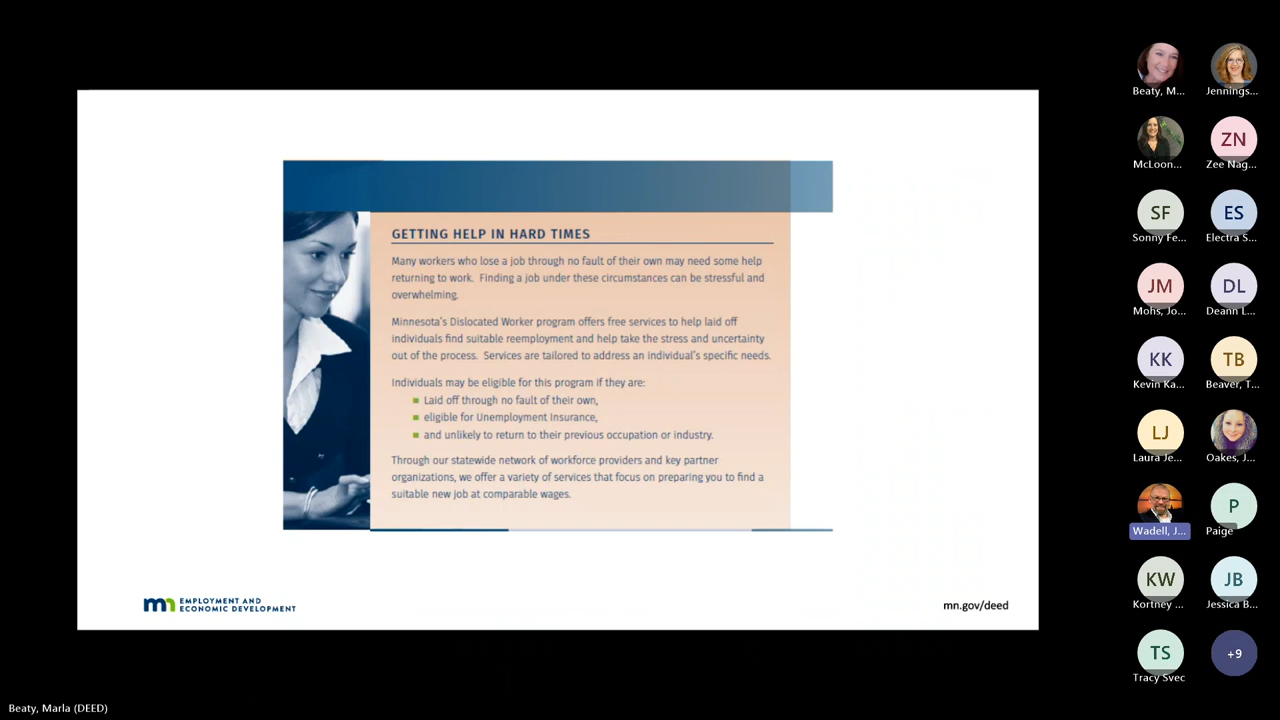 GETTING HELP IN HARD TIMES
Many workers who lose a job through no fault of their own may need some help
returning to work. Finding a job under these circumstances can be stressful and
overwhelming.
Minnesota's Dislocated Worker program offers free services to help laid off
individuals find suitable reemployment and help take the stress and uncertainty
out of the process. Services are tailored to address an individual's specific needs.
Individuals may be eligible for this program if they are:
Laid off through no fault of their own,
eligible for Unemployment Insurance,
and unlikely to return to their previous occupation or industry.
Through our statewide network of workforce providers and key partner
organizations, we offer a variety of services that focus on preparing you to find a
suitable new job at comparable wages.
mn EMPLOYMENT AND
ECONOMIC DEVELOPMENT
mn.gov/deed
Beaty, Marla (DEED)
Beaty, M...
Jennings...
McLoon...
ZN
Zee Nag...
SF
Sonny Fe...
ES
Electra S...
JM
Mohs, Jo...
DL
Deann L...
KK
Kevin Ka...
TB
Beaver, T...
LJ
Laura Je...
Oakes, J...
Wadell, J...
P
Paige
KW
Kortney ...
JB
Jessica B...
TS
Tracy Svec
+9